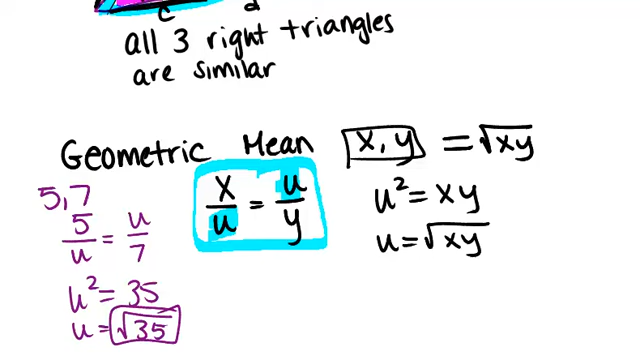 c
all 3 right triangles
are similar
Geometric Mean x, y = √xy
x/u = u/y
u² = xy
u = √xy
5, 7
5/u = u/7
u² = 35
u = √35